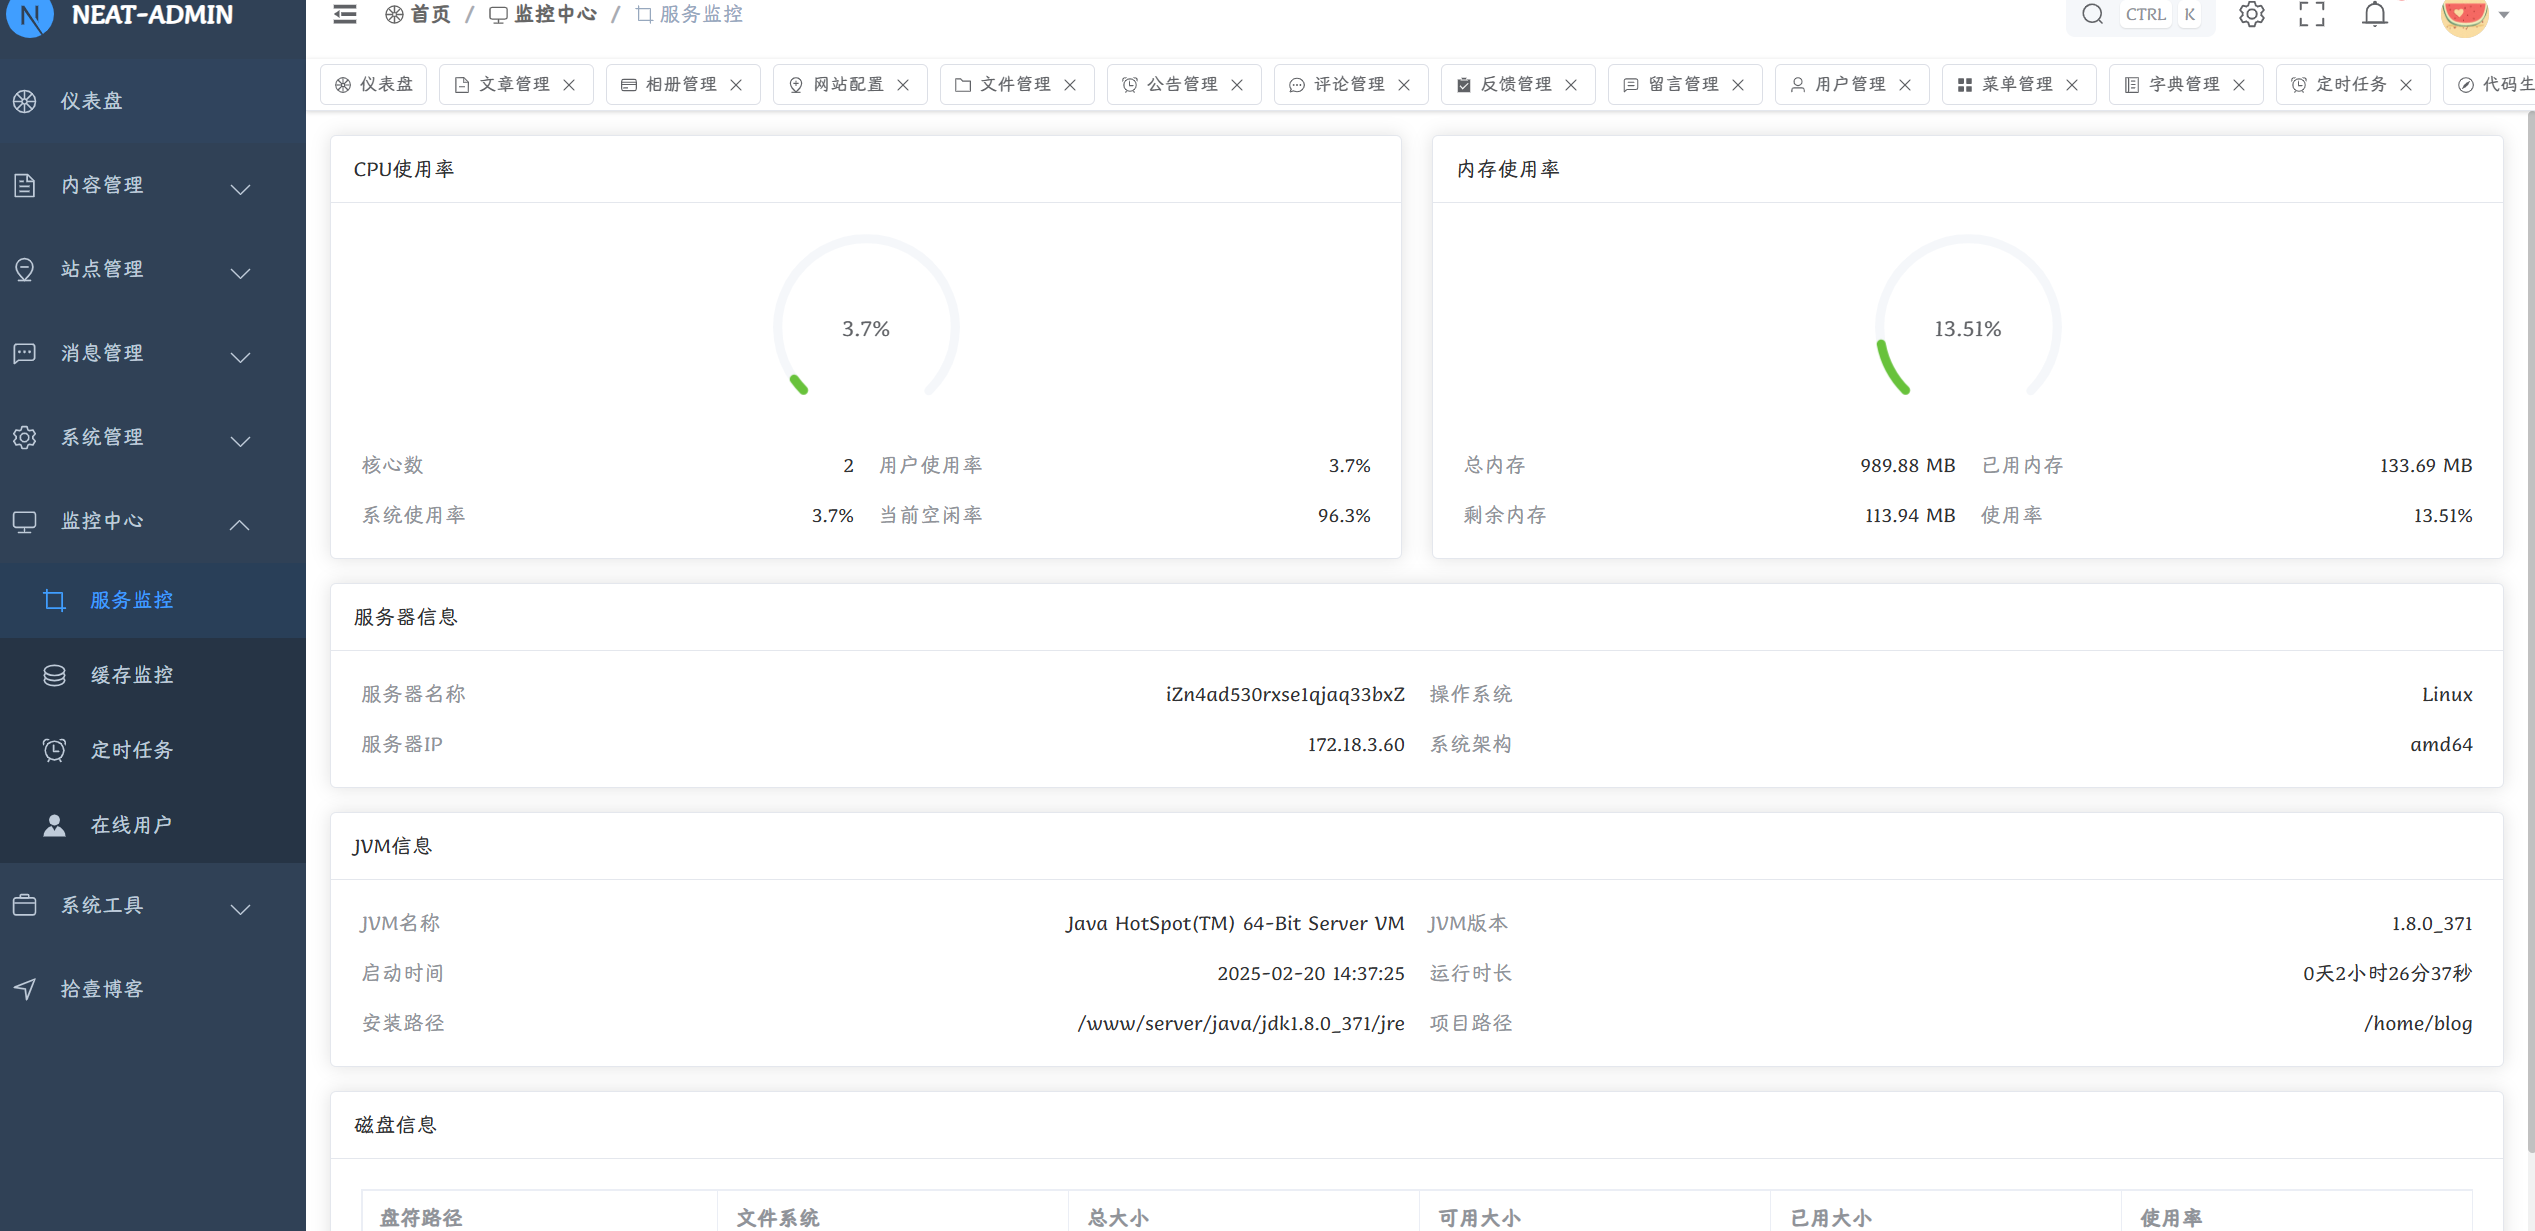 NEAT-ADMIN
首页 / 监控中心 / 服务监控
CTRL K
仪表盘
文章管理
相册管理
网站配置
文件管理
公告管理
评论管理
反馈管理
留言管理
用户管理
菜单管理
字典管理
定时任务
代码生
仪表盘
内容管理
站点管理
消息管理
系统管理
监控中心
服务监控
缓存监控
定时任务
在线用户
系统工具
拾壹博客
CPU使用率
3.7%
核心数 2 用户使用率 3.7%
系统使用率 3.7% 当前空闲率 96.3%
内存使用率
13.51%
总内存 989.88 MB 已用内存 133.69 MB
剩余内存 113.94 MB 使用率 13.51%
服务器信息
服务器名称 iZn4ad530rxse1qjaq33bxZ 操作系统 Linux
服务器IP 172.18.3.60 系统架构 amd64
JVM信息
JVM名称 Java HotSpot(TM) 64-Bit Server VM JVM版本 1.8.0_371
启动时间 2025-02-20 14:37:25 运行时长 0天2小时26分37秒
安装路径 /www/server/java/jdk1.8.0_371/jre 项目路径 /home/blog
磁盘信息
盘符路径 文件系统 总大小 可用大小 已用大小 使用率